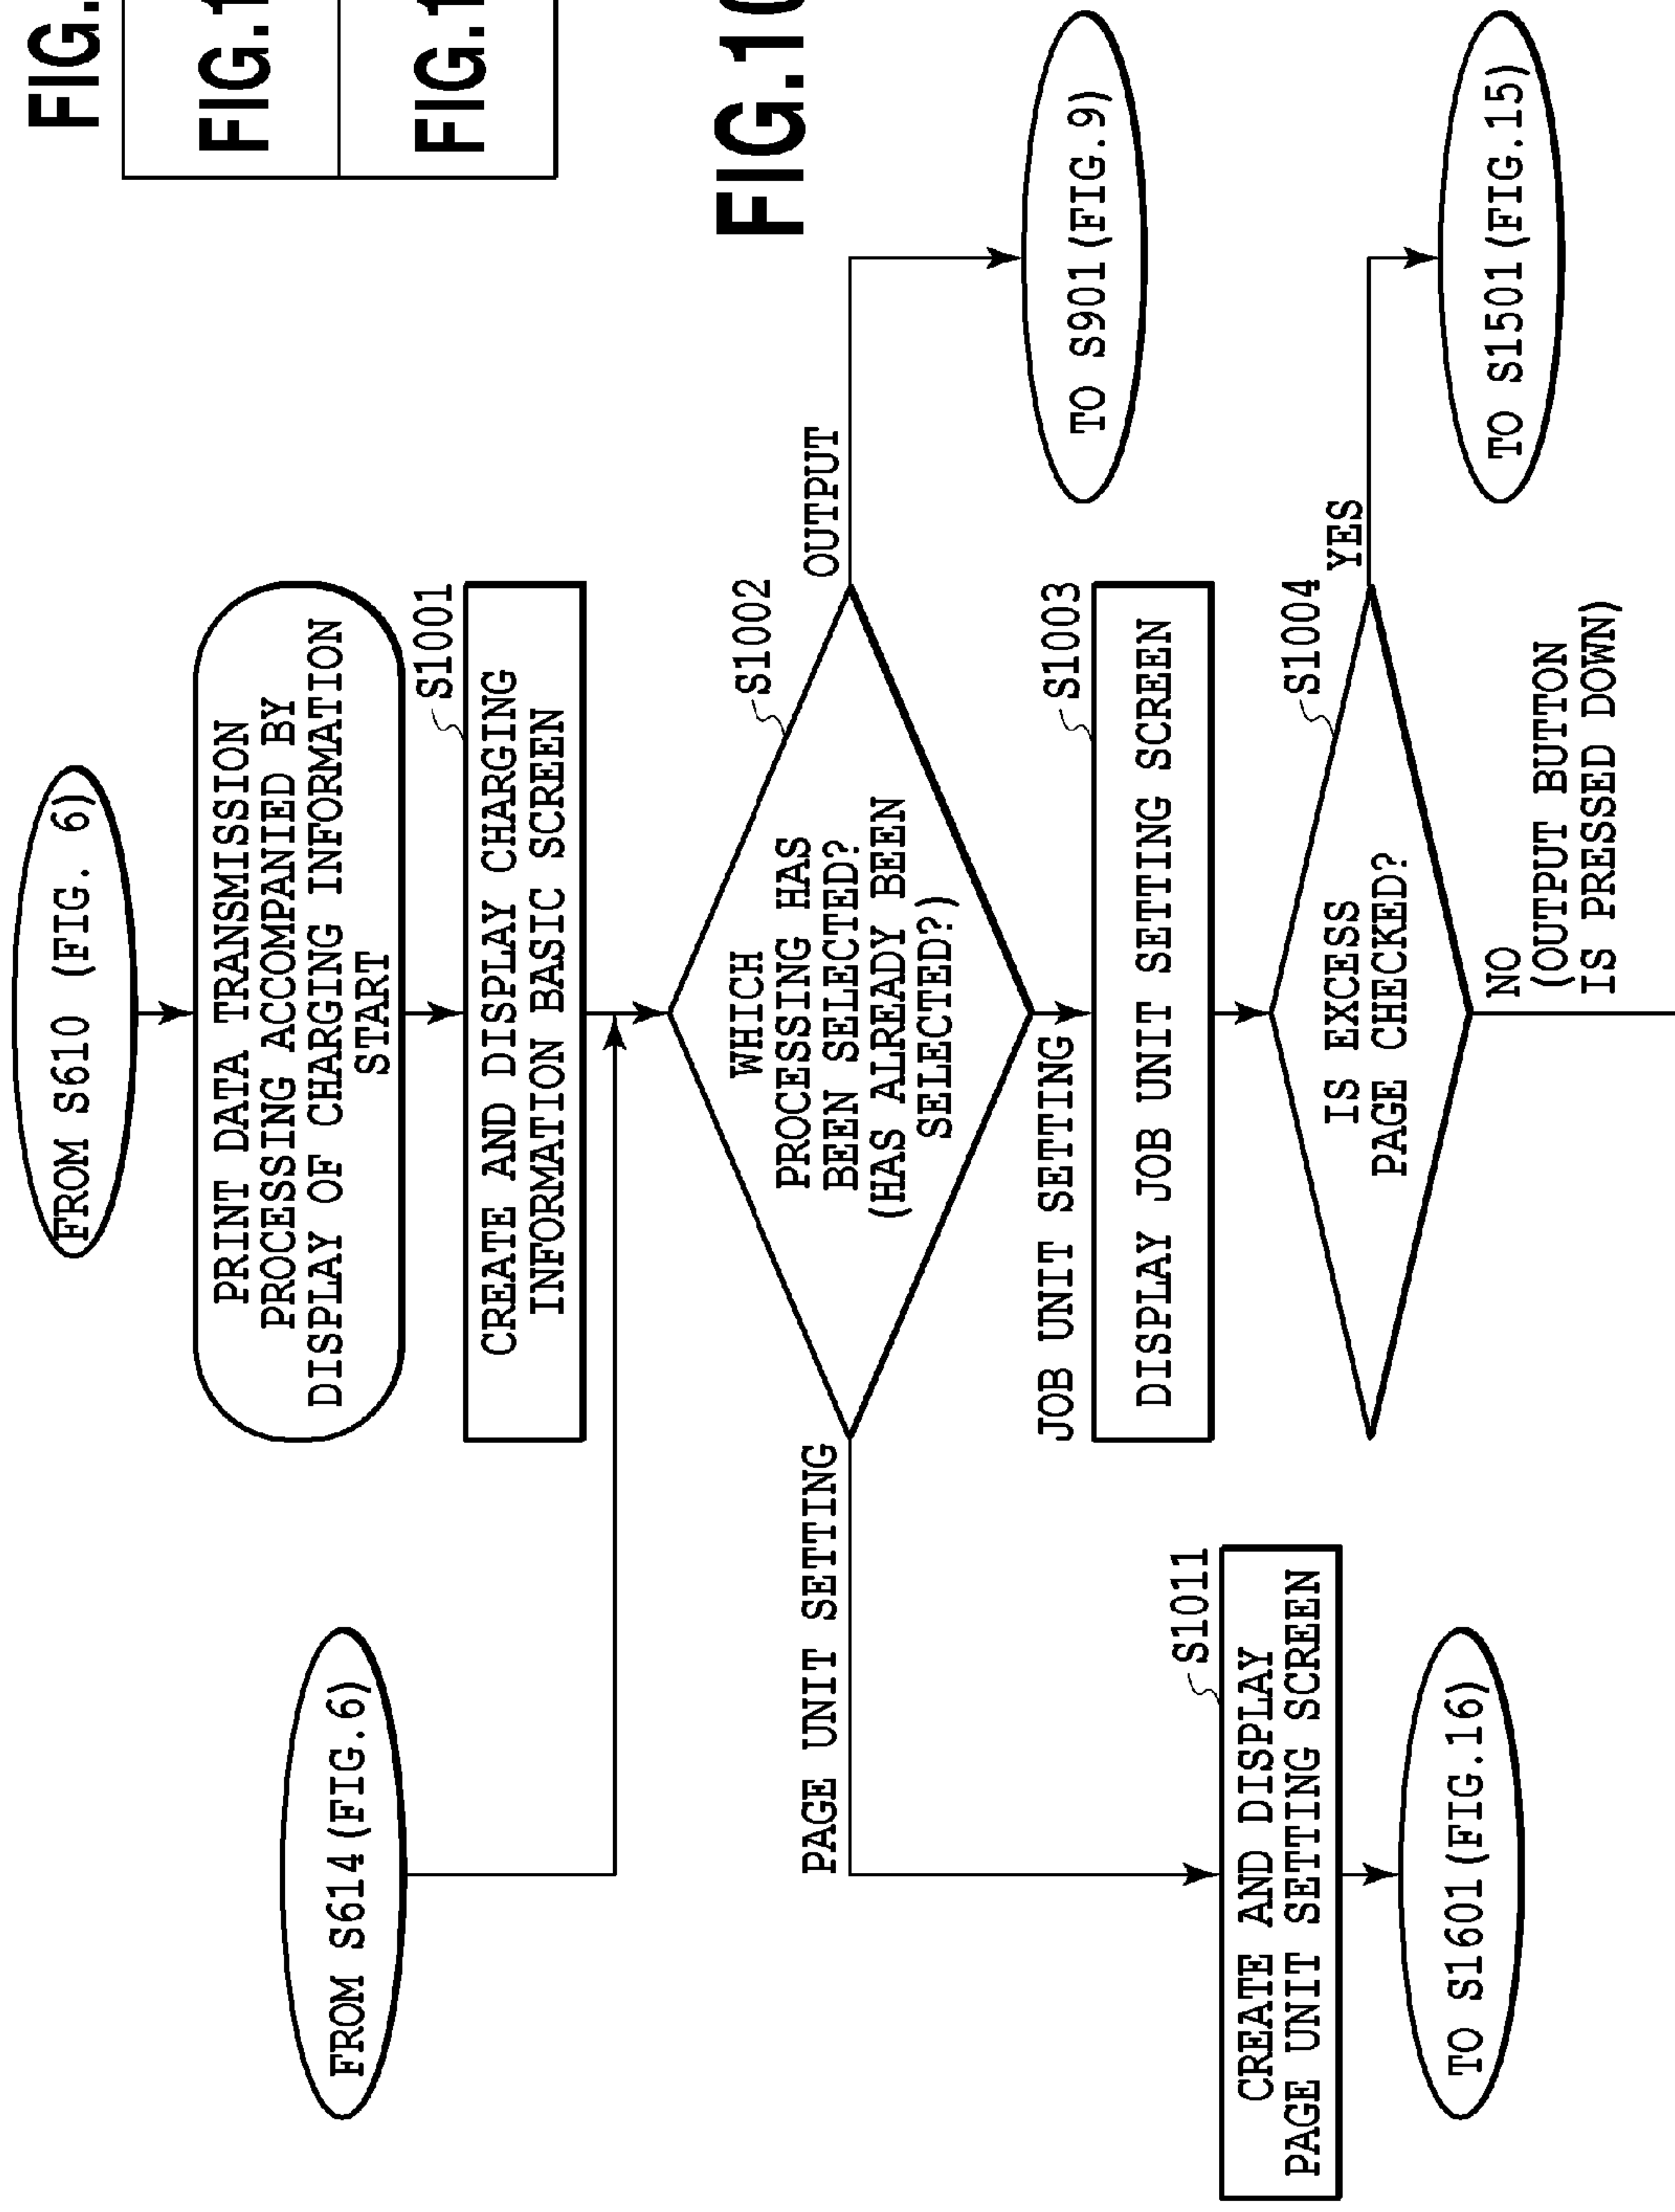 FIG.
FIG.1
FIG.1
FIG.10
FROM S610 (FIG. 6)
PRINT DATA TRANSMISSION
PROCESSING ACCOMPANIED BY
DISPLAY OF CHARGING INFORMATION
START
FROM S614(FIG.6)
S1001
CREATE AND DISPLAY CHARGING
INFORMATION BASIC SCREEN
S1002
WHICH
PROCESSING HAS
BEEN SELECTED?
(HAS ALREADY BEEN
SELECTED?)
OUTPUT
TO S901(FIG.9)
PAGE UNIT SETTING
JOB UNIT SETTING
S1003
DISPLAY JOB UNIT SETTING SCREEN
S1011
CREATE AND DISPLAY
PAGE UNIT SETTING SCREEN
TO S1601(FIG.16)
S1004
IS EXCESS
PAGE CHECKED?
YES
TO S1501(FIG.15)
NO
(OUTPUT BUTTON
IS PRESSED DOWN)